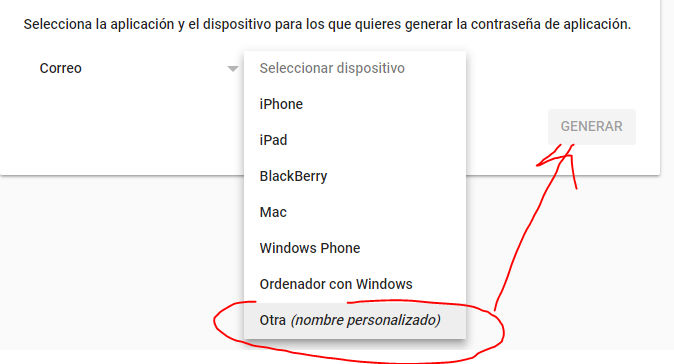 Selecciona la aplicación y el dispositivo para los que quieres generar la contraseña de aplicación.
Correo
Seleccionar dispositivo
iPhone
iPad
BlackBerry
Mac
Windows Phone
Ordenador con Windows
Otra (nombre personalizado)
GENERAR